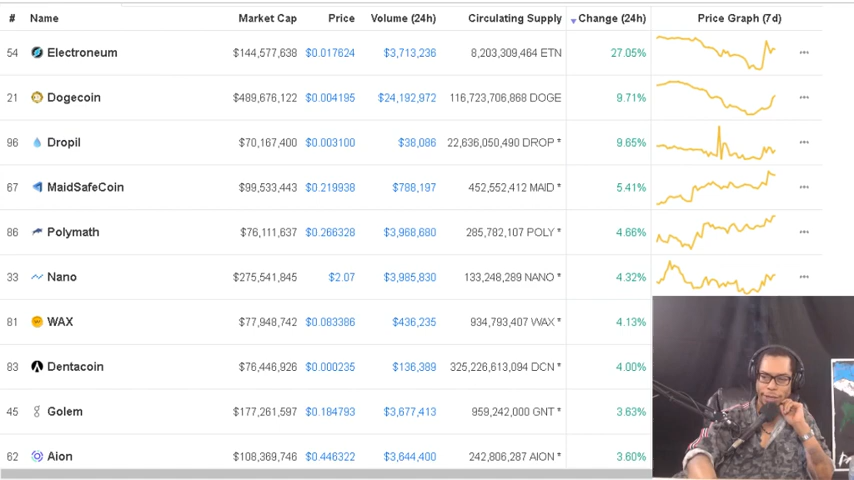 # Name Market Cap Price Volume (24h) Circulating Supply Change (24h) Price Graph (7d)
54 Electroneum $144,577,638 $0.017624 $3,713,236 8,203,309,464 ETN 27.05%
21 Dogecoin $489,676,122 $0.004195 $24,192,972 116,723,706,868 DOGE 9.71%
96 Dropil $70,167,400 $0.003100 $38,086 22,636,050,490 DROP * 9.65%
67 MaidSafeCoin $99,533,443 $0.219938 $788,197 452,552,412 MAID * 5.41%
86 Polymath $76,111,637 $0.266328 $3,968,680 285,782,107 POLY * 4.66%
33 Nano $275,541,845 $2.07 $3,985,830 133,248,289 NANO * 4.32%
81 WAX $77,948,742 $0.083386 $436,235 934,793,407 WAX * 4.13%
83 Dentacoin $76,446,926 $0.000235 $136,389 325,226,613,094 DCN * 4.00%
45 Golem $177,261,597 $0.184793 $3,677,413 959,242,000 GNT * 3.63%
62 Aion $108,369,746 $0.446322 $3,644,400 242,806,287 AION * 3.60%